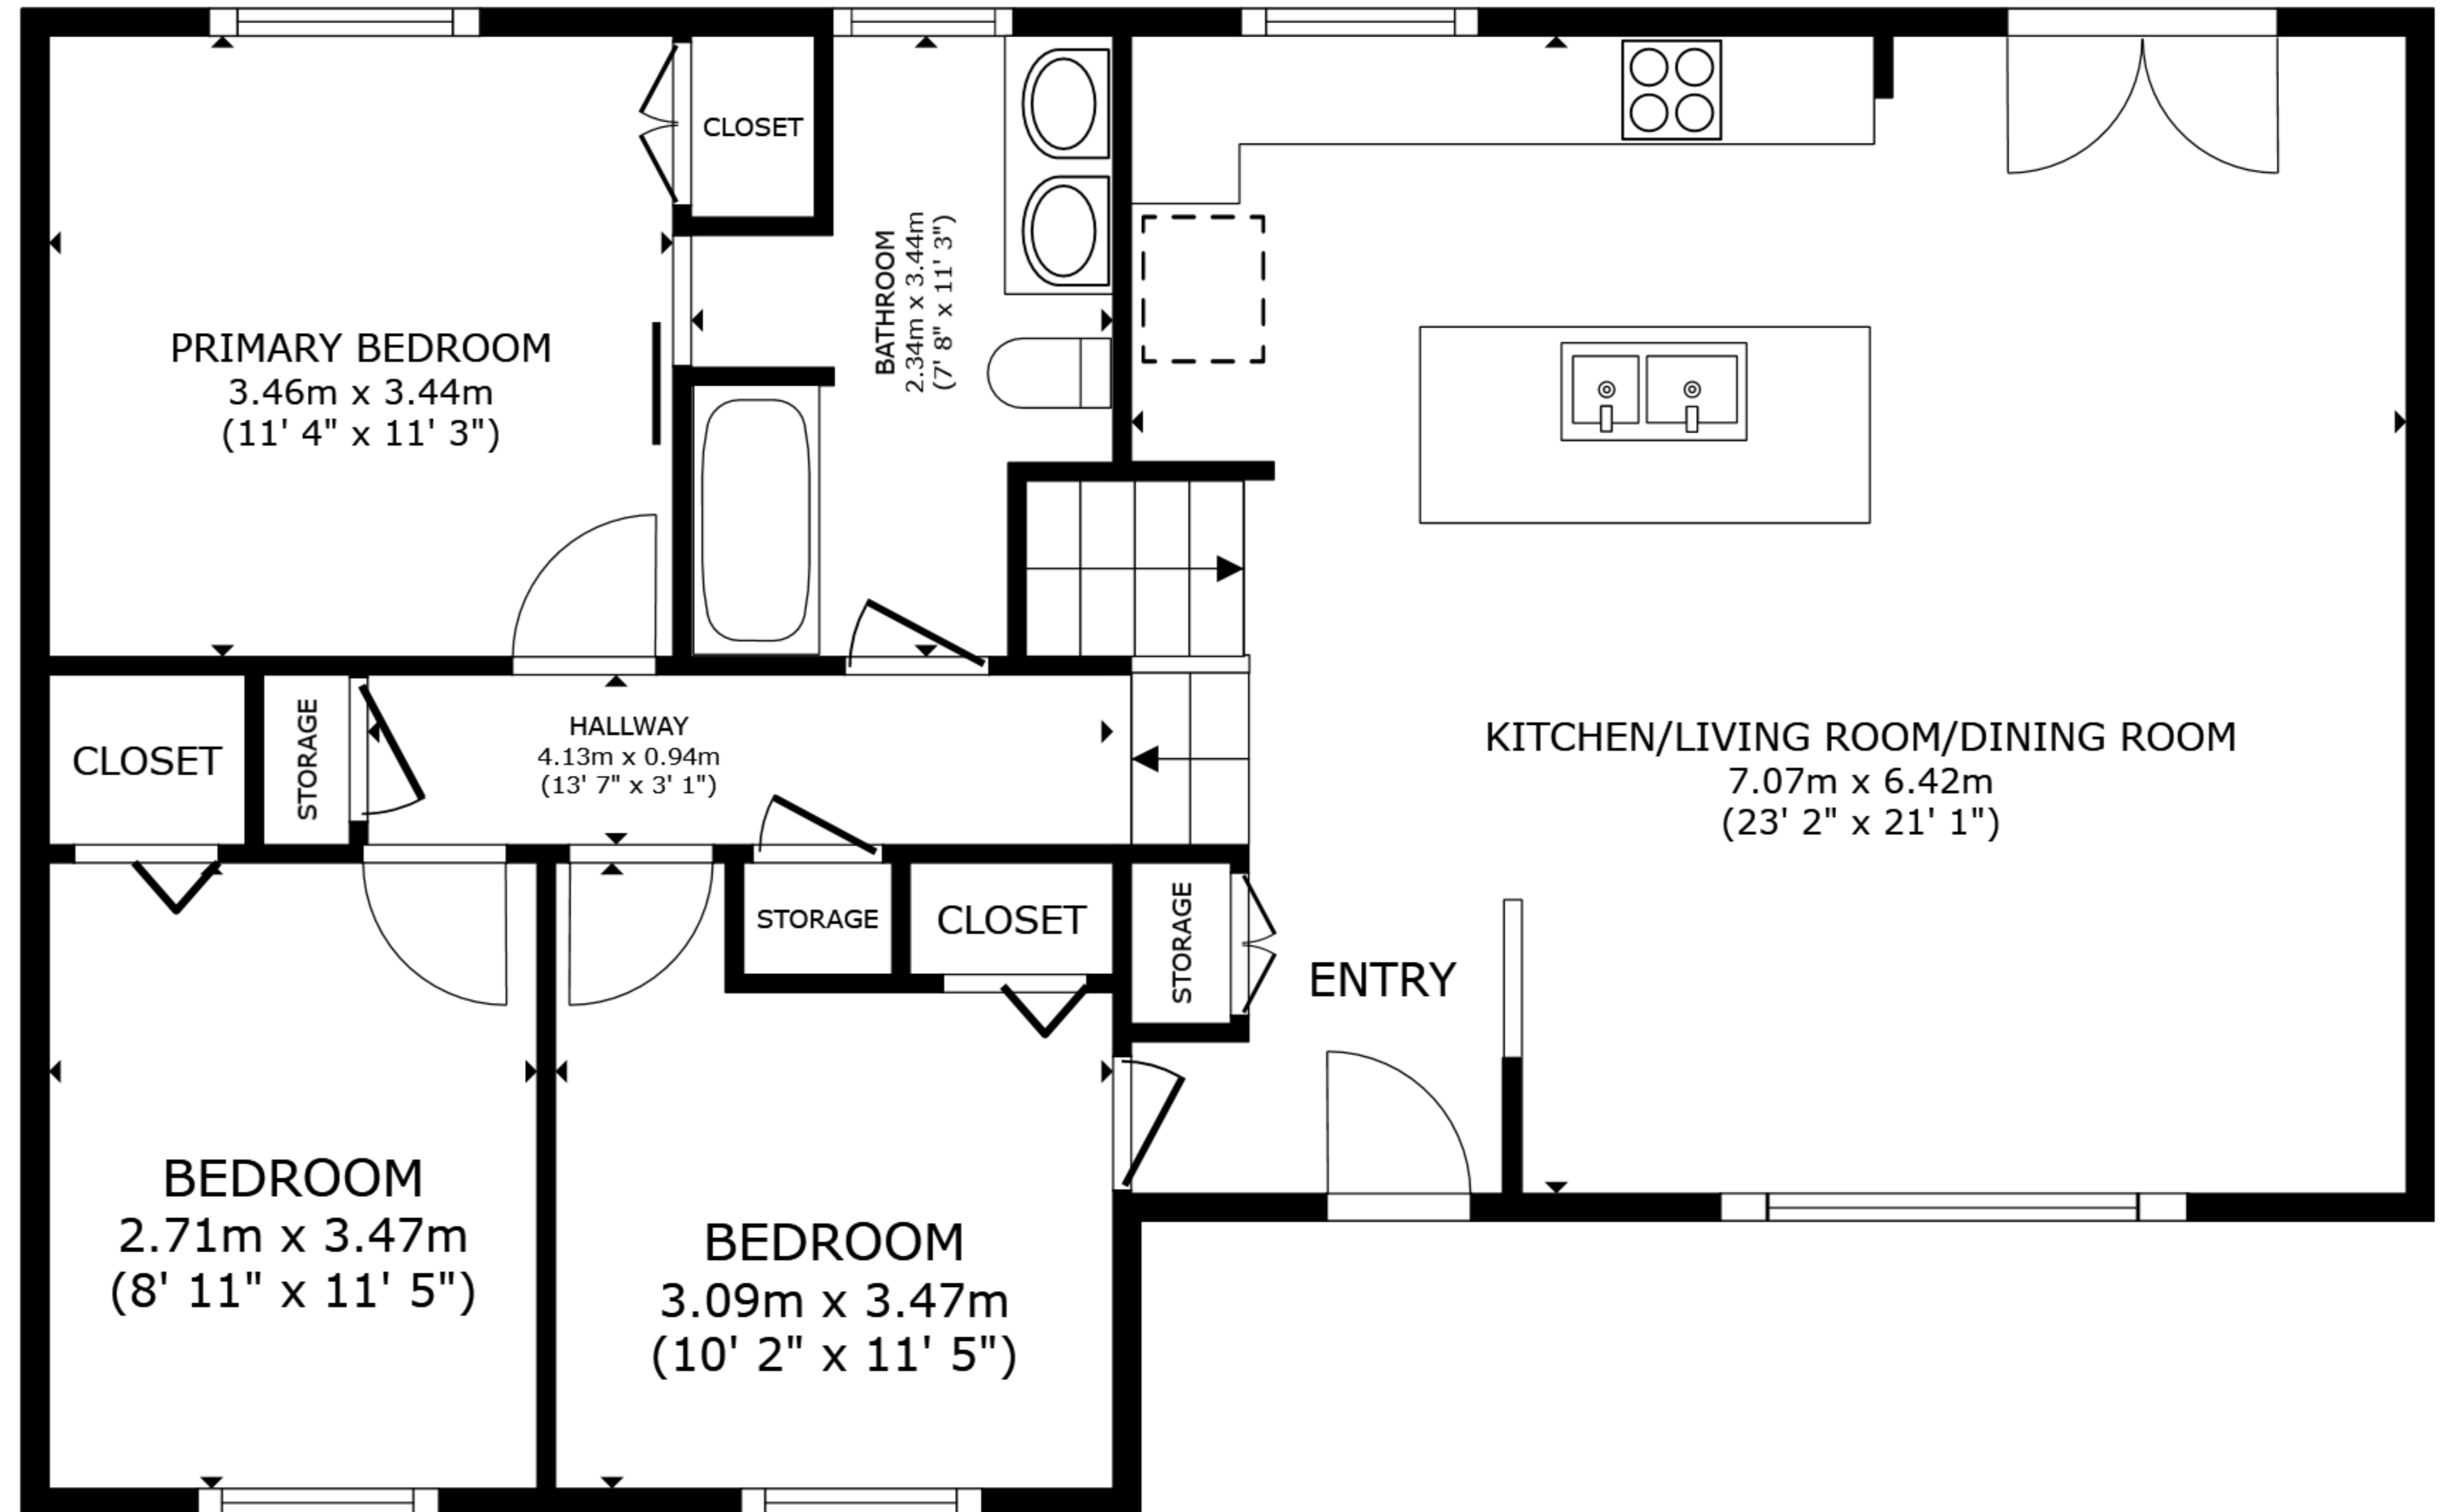 CLOSET
PRIMARY BEDROOM
3.46m x 3.44m
(11' 4" x 11' 3")
BATHROOM
2.34m x 3.44m
(7' 8" x 11' 3")
CLOSET
STORAGE
HALLWAY
4.13m x 0.94m
(13' 7" x 3' 1")
KITCHEN/LIVING ROOM/DINING ROOM
7.07m x 6.42m
(23' 2" x 21' 1")
STORAGE
CLOSET
STORAGE
ENTRY
BEDROOM
2.71m x 3.47m
(8' 11" x 11' 5")
BEDROOM
3.09m x 3.47m
(10' 2" x 11' 5")